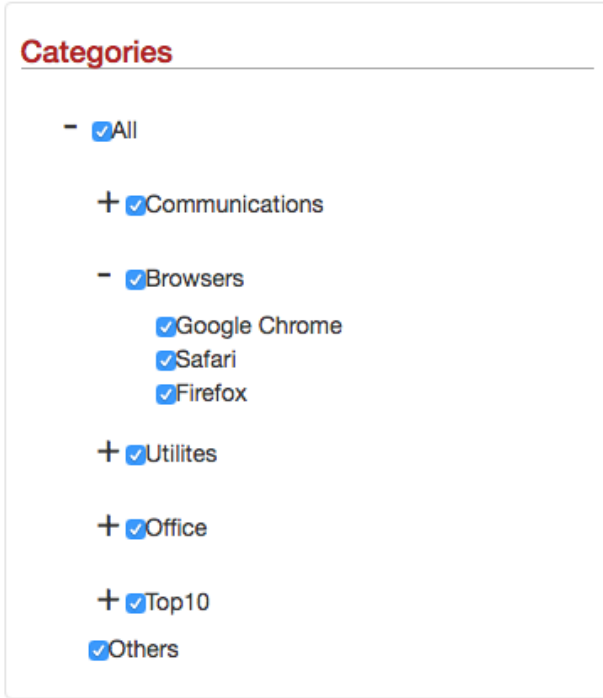 Categories
- All
+ Communications
- Browsers
Google Chrome
Safari
Firefox
+ Utilites
+ Office
+ Top10
Others